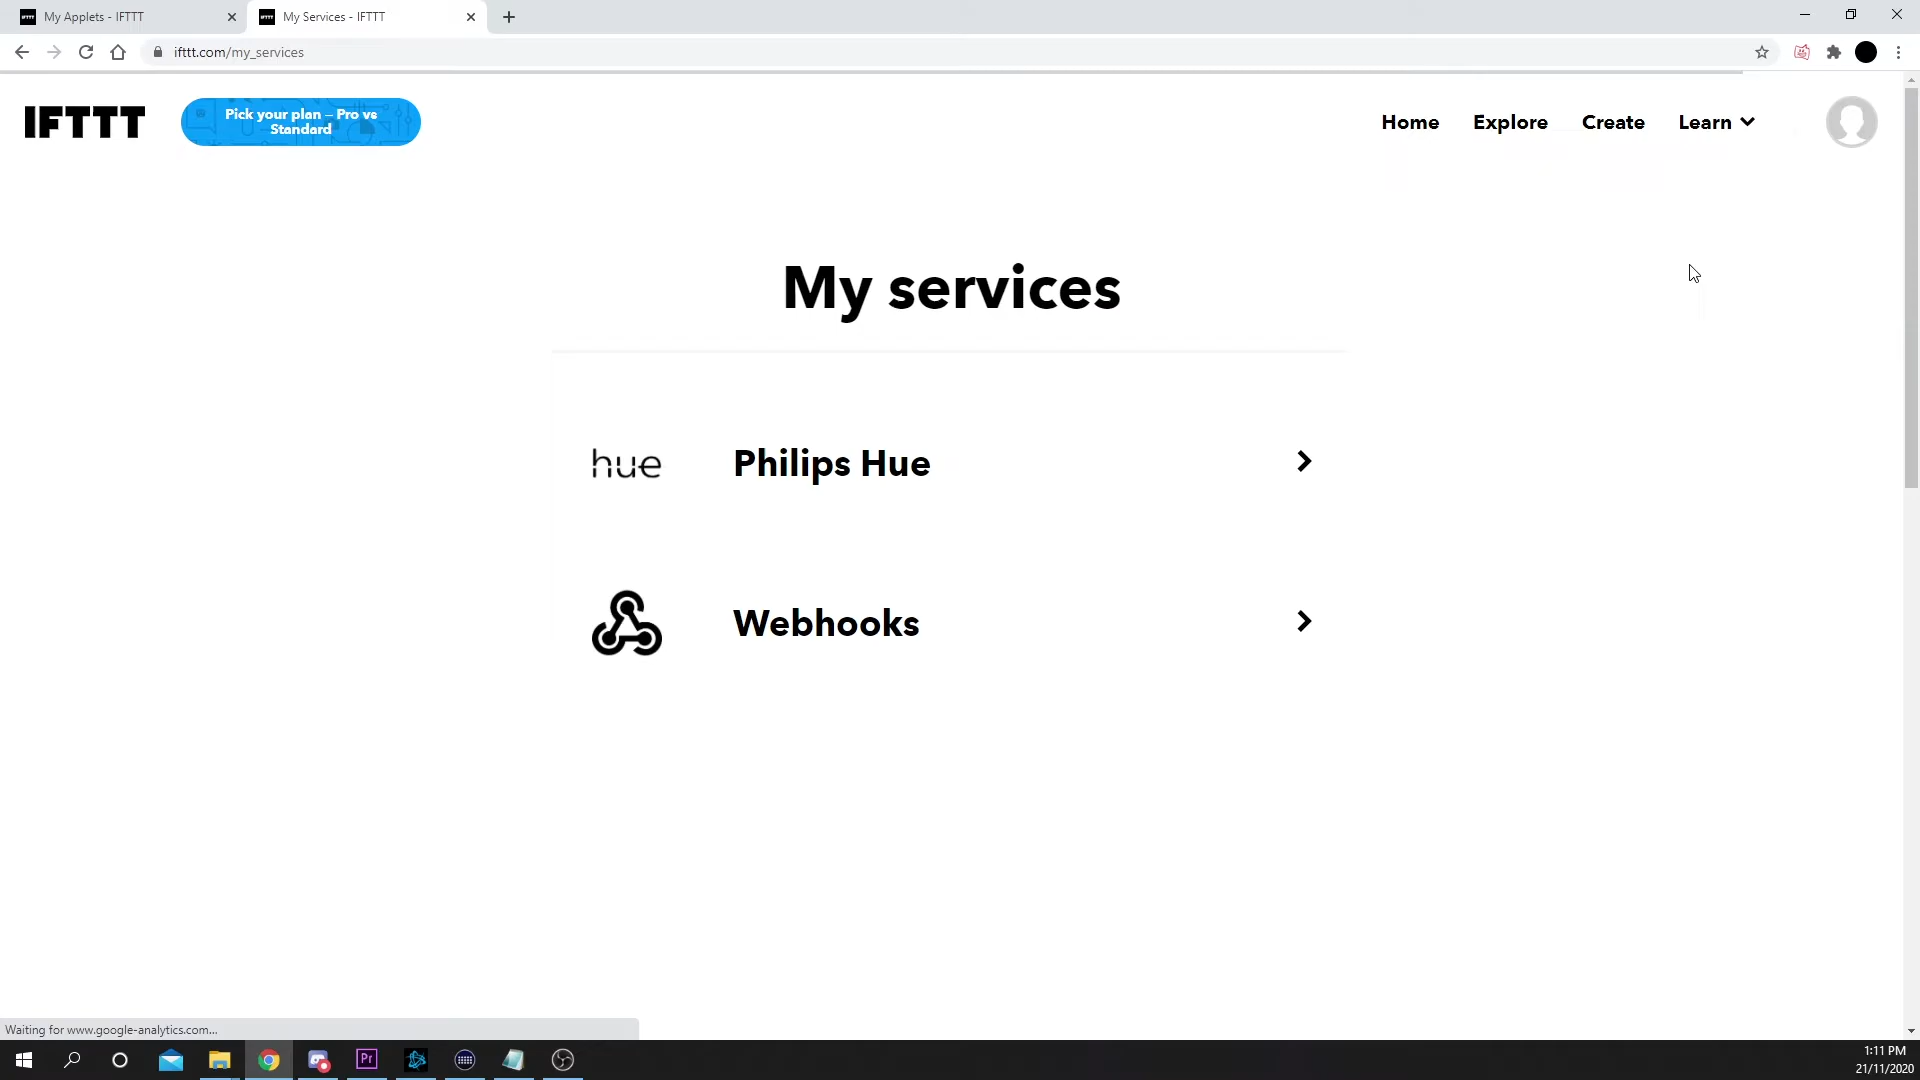 My Applets - IFTTT
My Services - IFTTT
ifttt.com/my_services
IFTTT
Pick your plan – Pro vs
Standard
Home
Explore
Create
Learn
My services
hue
Philips Hue
Webhooks
Waiting for www.google-analytics.com...
Pr
1:11 PM
21/11/2020